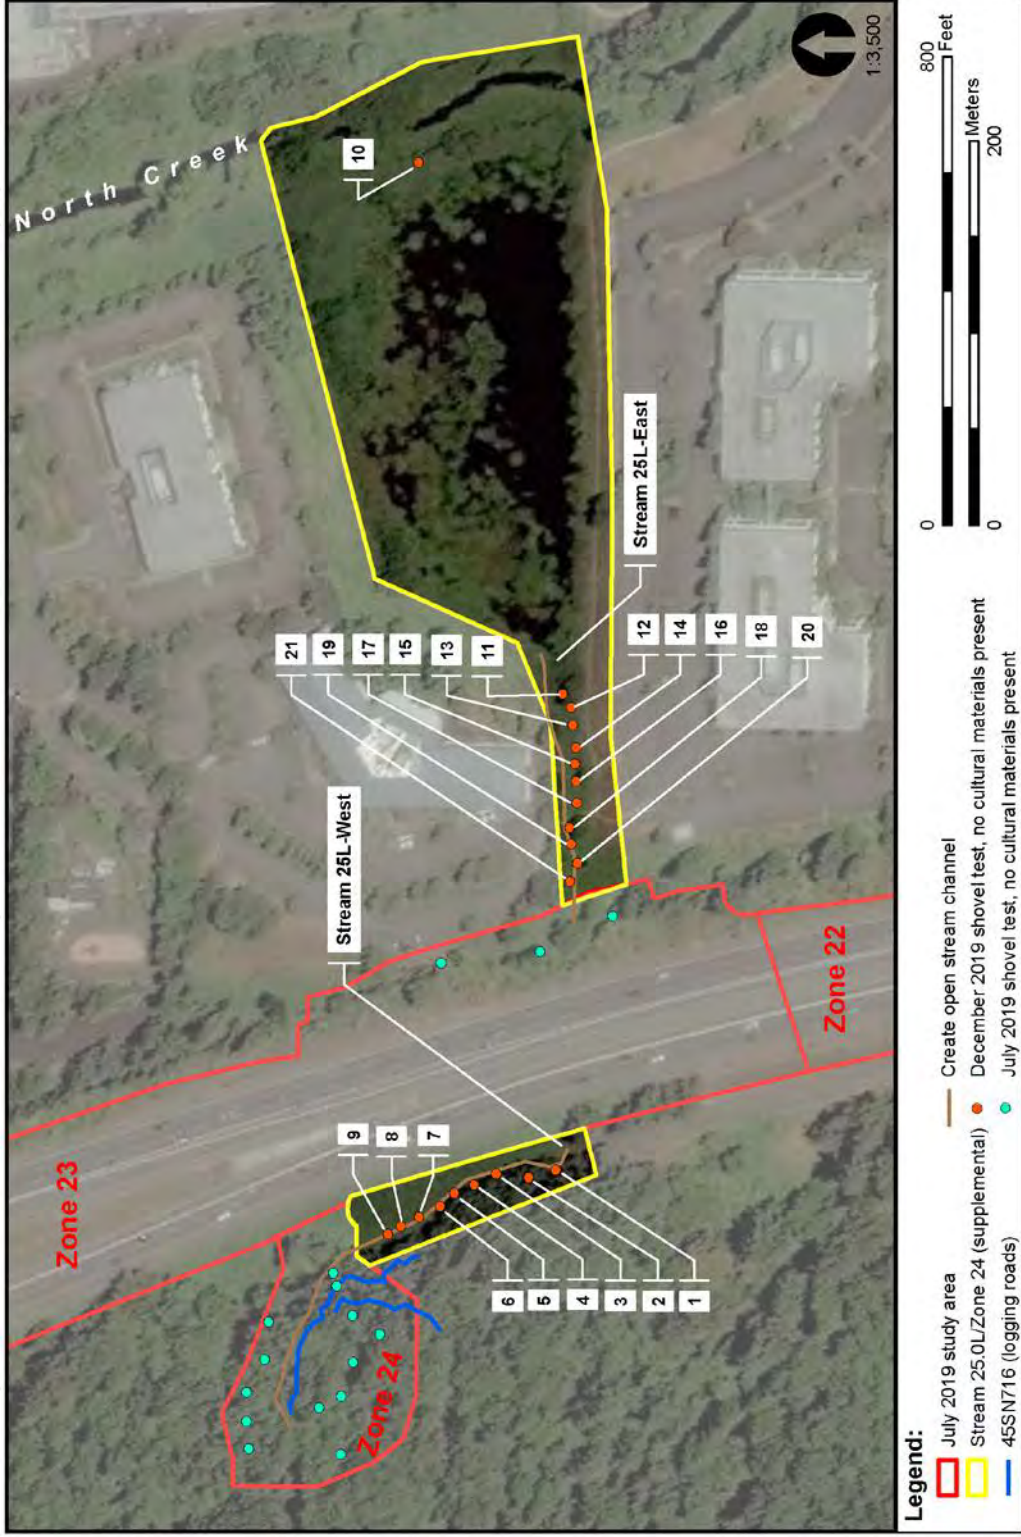 North Creek
10
21
19
17
15
13
11
Stream 25L-East
12
14
16
18
20
Stream 25L-West
Zone 23
Zone 22
9
8
7
6
5
4
3
2
1
Zone 24
1:3,500
Legend:
July 2019 study area
Stream 25.0L/Zone 24 (supplemental)
45SN716 (logging roads)
Create open stream channel
December 2019 shovel test, no cultural materials present
July 2019 shovel test, no cultural materials present
0 800
Feet
Meters
0 200